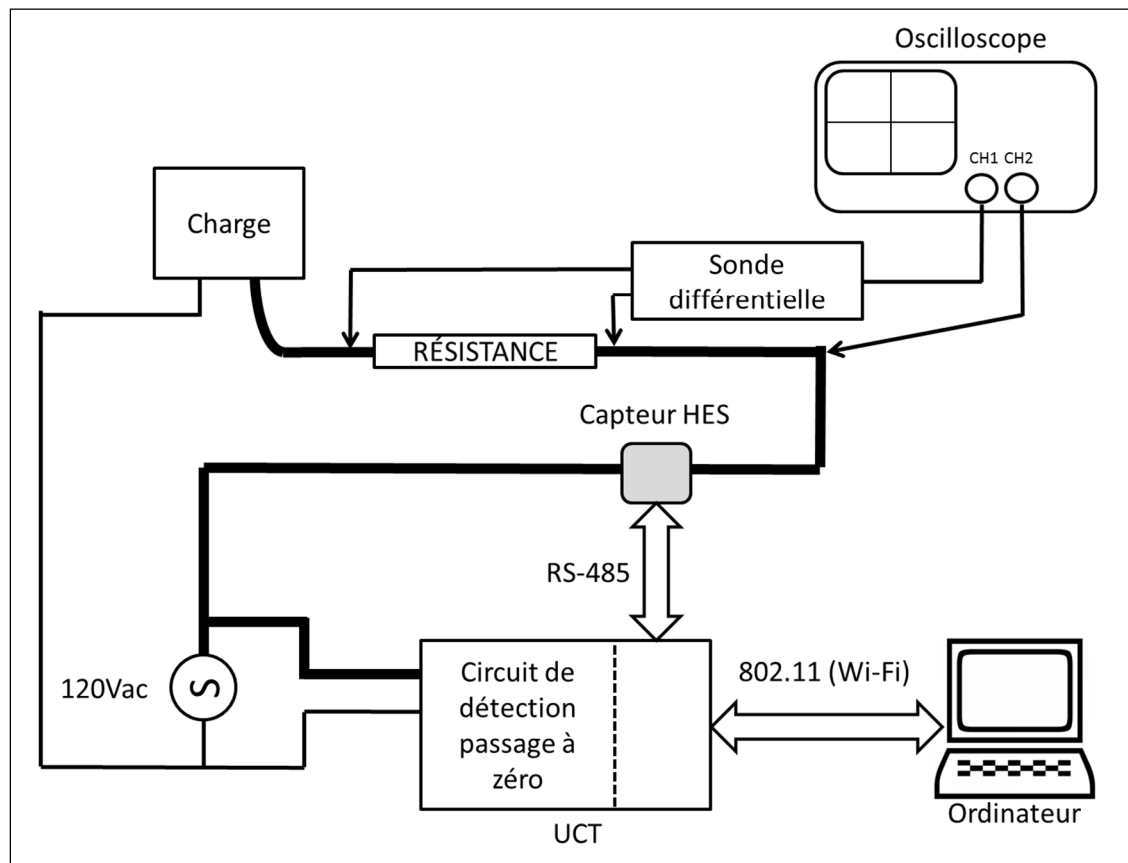 Oscilloscope
CH1 CH2
Charge
Sonde
différentielle
RÉSISTANCE
Capteur HES
RS-485
120Vac
Circuit de
détection
passage à
zéro
UCT
802.11 (Wi-Fi)
Ordinateur